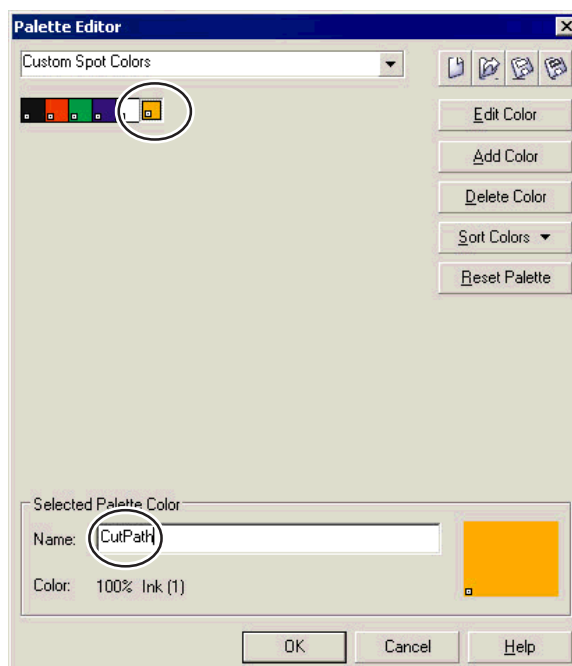 Palette Editor
Custom Spot Colors
Edit Color
Add Color
Delete Color
Sort Colors
Reset Palette
Selected Palette Color
Name: CutPath
Color: 100% Ink (1)
OK Cancel Help